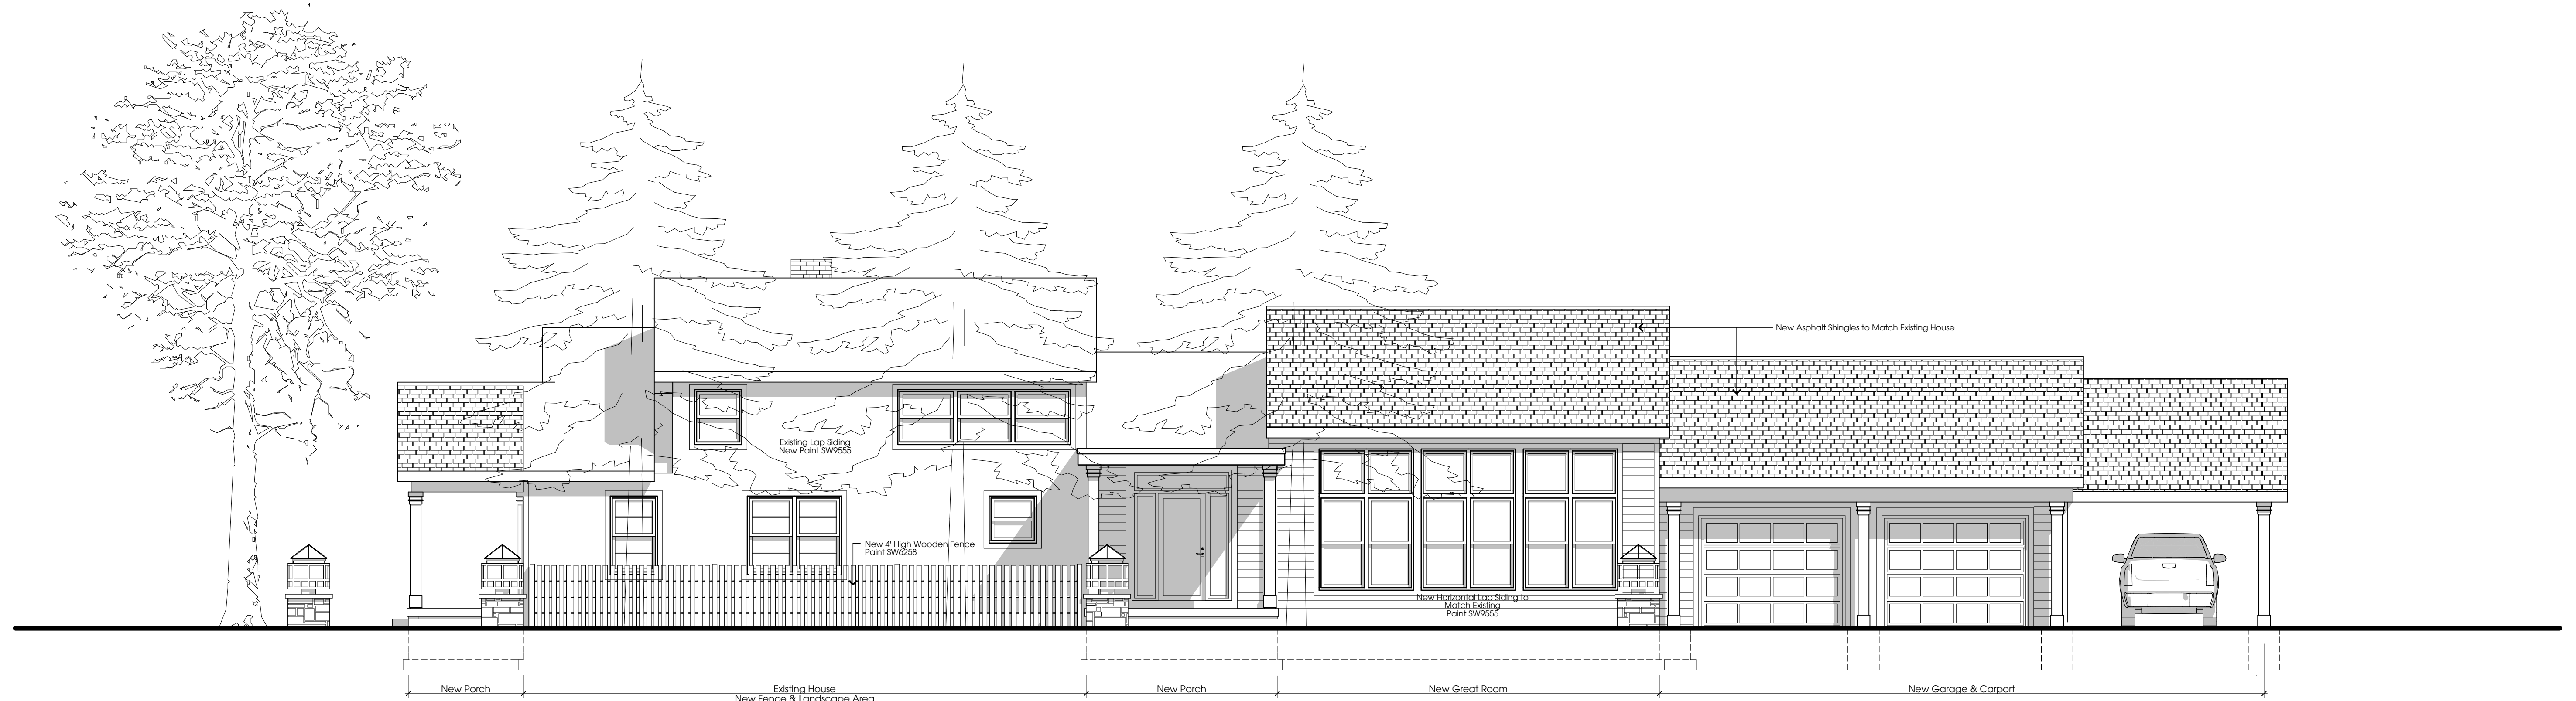 New Asphalt Shingles to Match Existing House
Existing Lap Siding
New Paint SW9555
New 4' High Wooden Fence
Paint SW6258
New Horizontal Lap Siding to
Match Existing
Paint SW9555
New Porch
Existing House
New Fence & Landscape Area
New Porch
New Great Room
New Garage & Carport